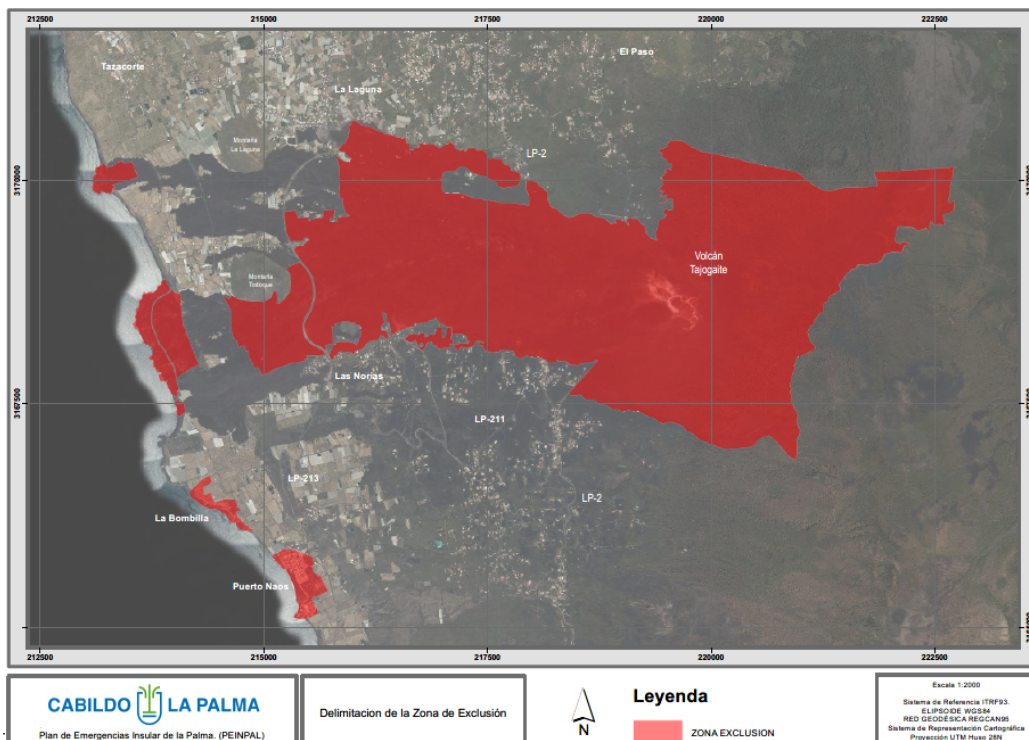 212500 215000 217500 220000 222500
El Paso
Tazacorte
La Laguna
Montaña
La Laguna
LP-2
3170000
Volcán
Tajogaite
Montaña
Todoque
Las Norias
3167500
LP-211
LP-213
LP-2
La Bombilla
Puerto Naos
212500 215000 217500 220000 222500
CABILDO LA PALMA
Plan de Emergencias Insular de la Palma. (PEINPAL)
Delimitacion de la Zona de Exclusión
N
Leyenda
ZONA EXCLUSION
Escala 1:2000
Sistema de Referencia ITRF93.
ELIPSOIDE WGS84
RED GEODÉSICA REGCAN95
Sistema de Representación Cartográfica
Proyección UTM Huso 28N